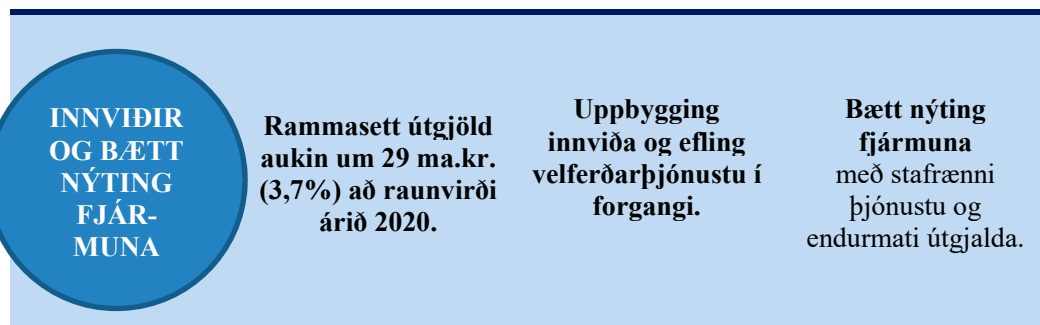 INNVIÐIR
OG BÆTT
NÝTING
FJÁR-
MUNA
Rammasett útgjöld
aukin um 29 ma.kr.
(3,7%) að raunvirði
árið 2020.
Uppbygging
innviða og efling
velferðarþjónustu í
forgangi.
Bætt nýting
fjármuna
með stafrænni
þjónustu og
endurmati útgjalda.